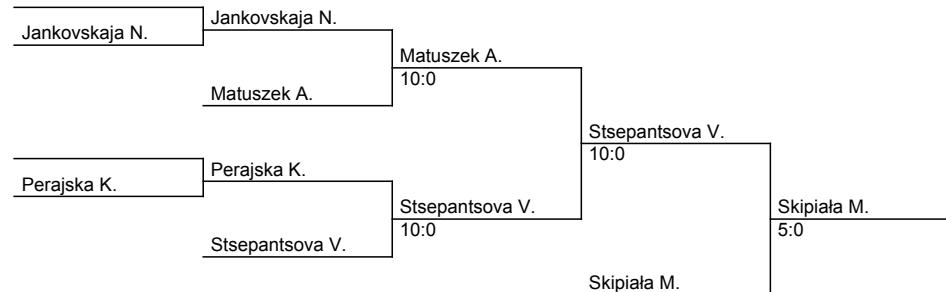 Jankovskaja N.
Jankovskaja N.
Matuszek A.
10:0
Matuszek A.
Stsepantsova V.
10:0
Perajska K.
Perajska K.
Stsepantsova V.
10:0
Skipiała M.
5:0
Stsepantsova V.
Skipiała M.